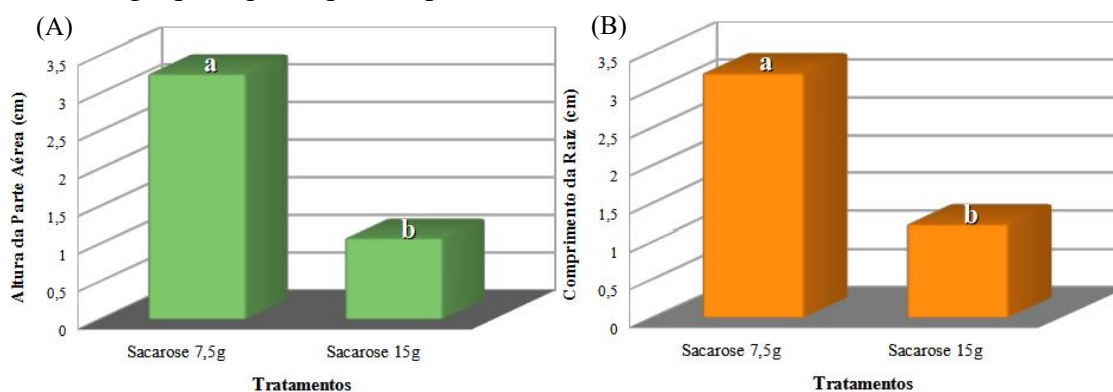 (A)
a
b
3,5
3
2,5
2
1,5
1
0,5
0
Altura da Parte Aérea (cm)
Sacarose 7,5g
Sacarose 15g
Tratamentos
(B)
a
b
3,5
3
2,5
2
1,5
1
0,5
0
Comprimento da Raiz (cm)
Sacarose 7,5g
Sacarose 15g
Tratamentos